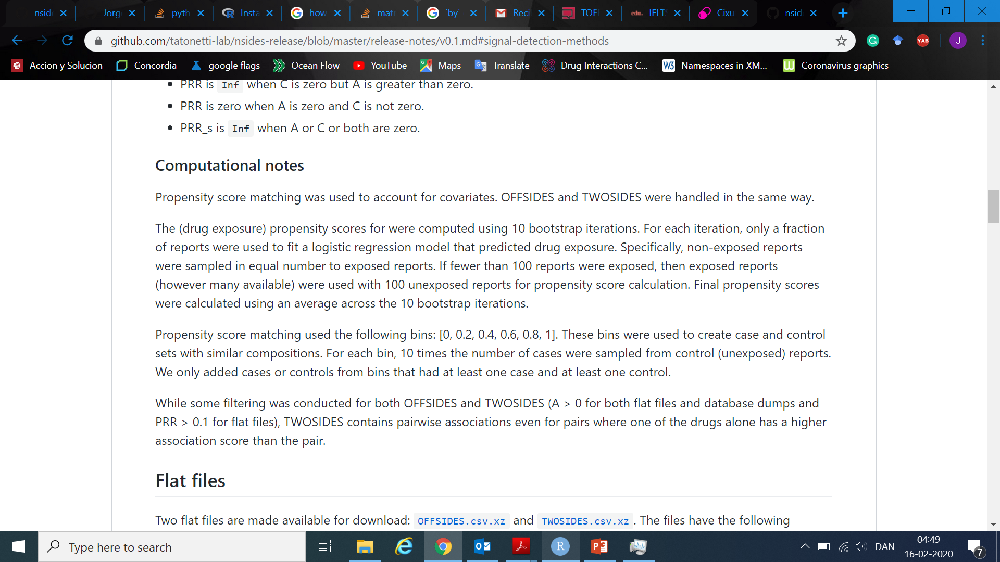 nsid
Jorg
pyth
Insta
how
mat
`by`
Reci
TOEI
edu. IELTS
Cixu
nsid
github.com/tatonetti-lab/nsides-release/blob/master/release-notes/v0.1.md#signal-detection-methods
YAB
J
Accion y Solucion
Concordia
google flags
Ocean Flow
YouTube
Maps
Translate
Drug Interactions C...
W3 Namespaces in XM...
Coronavirus graphics
PRR is Inf when C is zero but A is greater than zero.
PRR is zero when A is zero and C is not zero.
PRR_s is Inf when A or C or both are zero.
Computational notes
Propensity score matching was used to account for covariates. OFFSIDES and TWOSIDES were handled in the same way.
The (drug exposure) propensity scores for were computed using 10 bootstrap iterations. For each iteration, only a fraction
of reports were used to fit a logistic regression model that predicted drug exposure. Specifically, non-exposed reports
were sampled in equal number to exposed reports. If fewer than 100 reports were exposed, then exposed reports
(however many available) were used with 100 unexposed reports for propensity score calculation. Final propensity scores
were calculated using an average across the 10 bootstrap iterations.
Propensity score matching used the following bins: [0, 0.2, 0.4, 0.6, 0.8, 1]. These bins were used to create case and control
sets with similar compositions. For each bin, 10 times the number of cases were sampled from control (unexposed) reports.
We only added cases or controls from bins that had at least one case and at least one control.
While some filtering was conducted for both OFFSIDES and TWOSIDES (A > 0 for both flat files and database dumps and
PRR > 0.1 for flat files), TWOSIDES contains pairwise associations even for pairs where one of the drugs alone has a higher
association score than the pair.
Flat files
Two flat files are made available for download: OFFSIDES.csv.xz and TWOSIDES.csv.xz . The files have the following
Type here to search
R
DAN
04:49
16-02-2020
7